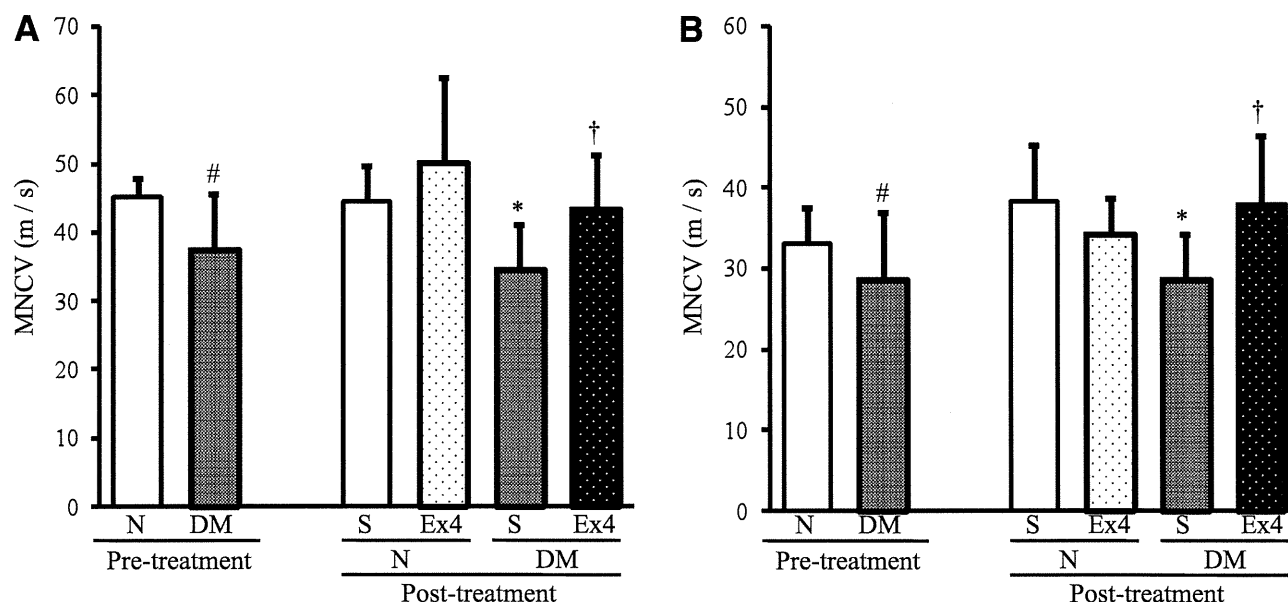 A
MNCV (m / s)
70
60
50
40
30
20
10
0
#
*
†
N DM S Ex4 S Ex4
Pre-treatment N DM
Post-treatment
B
MNCV (m / s)
60
50
40
30
20
10
0
#
*
†
N DM S Ex4 S Ex4
Pre-treatment N DM
Post-treatment